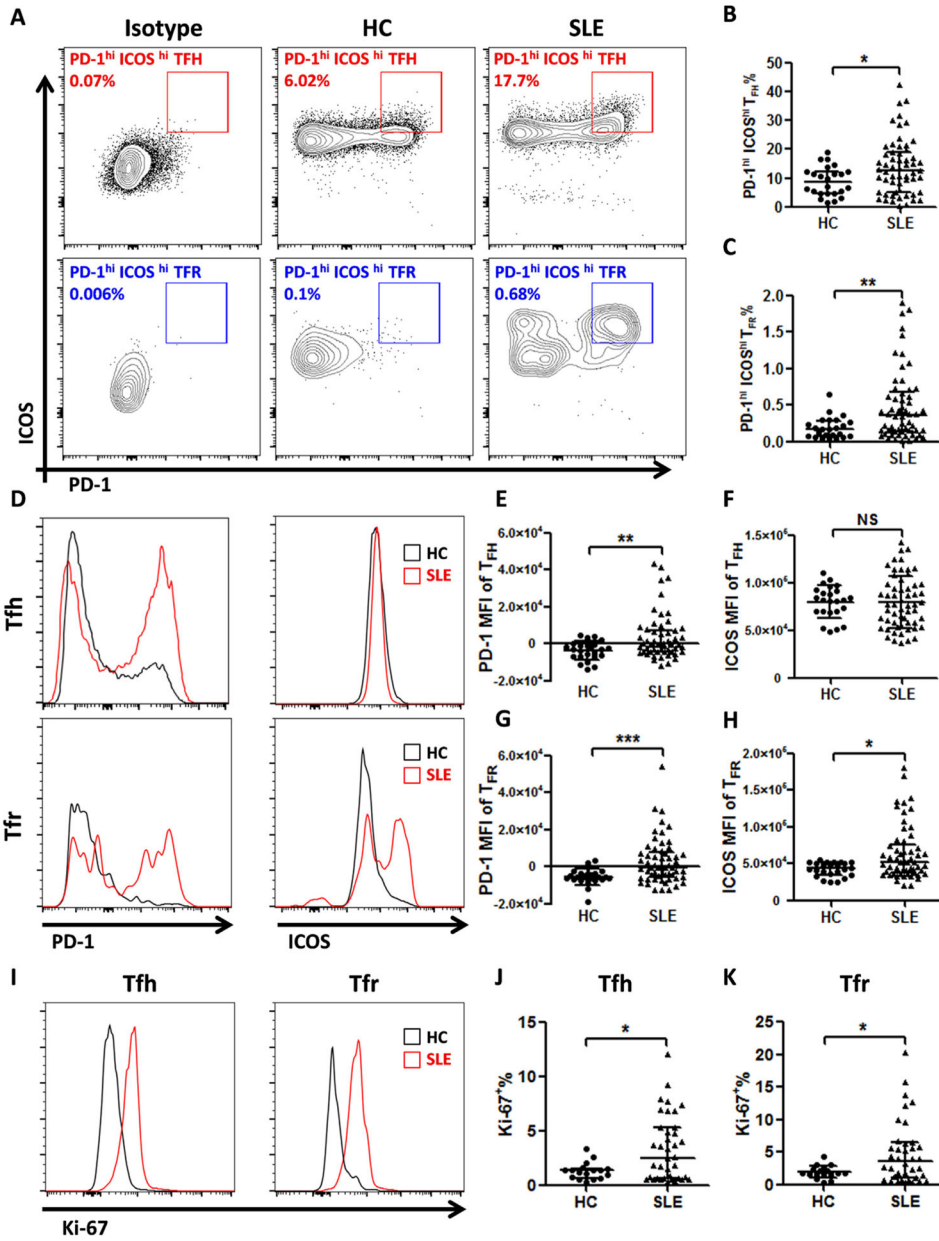 A
Isotype
HC
SLE
PD-1hi ICOS hi TFH
0.07%
PD-1hi ICOS hi TFH
6.02%
PD-1hi ICOS hi TFH
17.7%
PD-1hi ICOS hi TFR
0.006%
PD-1hi ICOS hi TFR
0.1%
PD-1hi ICOS hi TFR
0.68%
ICOS
PD-1
B
PD-1hi ICOShi TFH%
50
40
30
20
10
0
*
HC
SLE
C
PD-1hi ICOShi TFR%
2.0
1.5
1.0
0.5
0.0
**
HC
SLE
D
Tfh
HC
SLE
Tfr
HC
SLE
PD-1
ICOS
E
PD-1 MFI of TFH
6.0×10⁴
4.0×10⁴
2.0×10⁴
0
-2.0×10⁴
**
HC
SLE
F
ICOS MFI of TFH
1.5×10⁵
1.0×10⁵
5.0×10⁴
0
NS
HC
SLE
G
PD-1 MFI of TFR
6.0×10⁴
4.0×10⁴
2.0×10⁴
0
-2.0×10⁴
***
HC
SLE
H
ICOS MFI of TFR
2.0×10⁵
1.5×10⁵
1.0×10⁵
5.0×10⁴
0
*
HC
SLE
I
Tfh
Tfr
HC
SLE
Ki-67
J
Tfh
Ki-67+%
15
10
5
0
*
HC
SLE
K
Tfr
Ki-67+%
25
20
15
10
5
0
*
HC
SLE